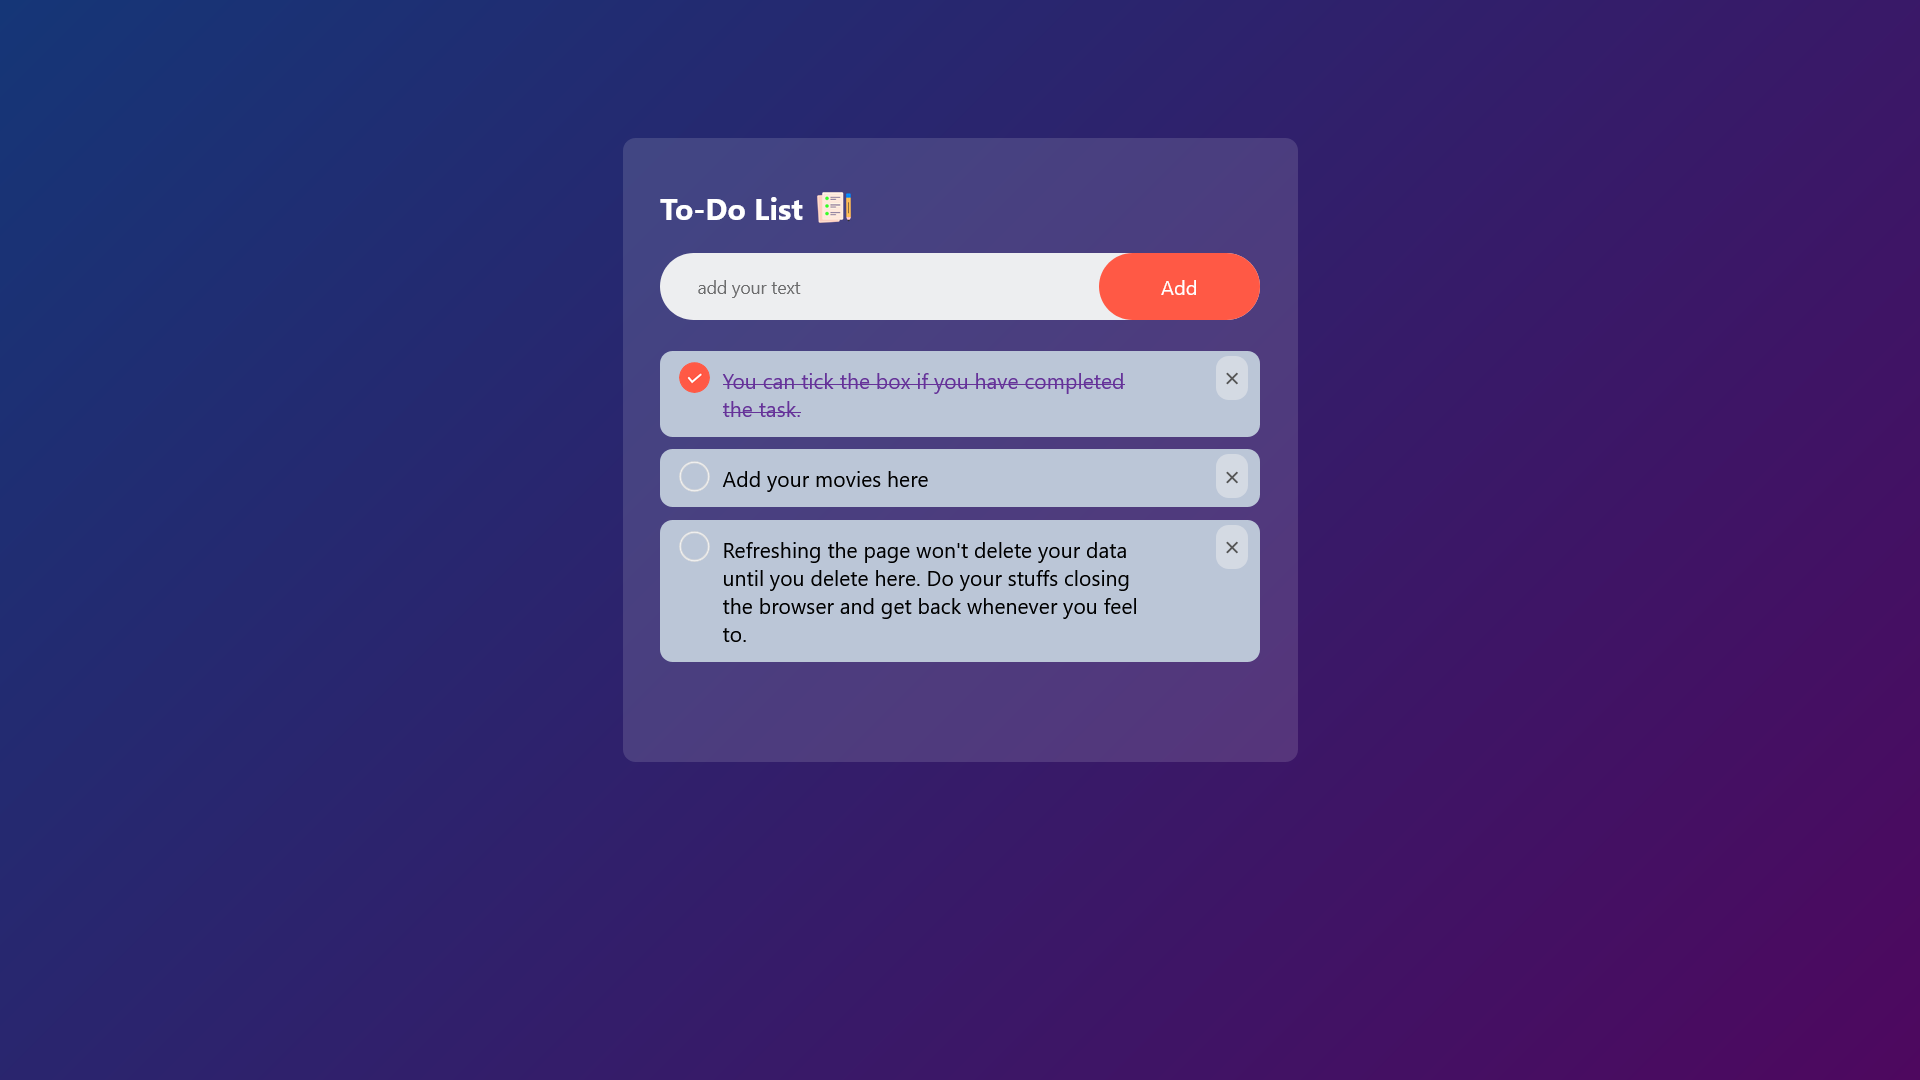 To-Do List
add your text
Add
You can tick the box if you have completed
the task.
Add your movies here
Refreshing the page won't delete your data
until you delete here. Do your stuffs closing
the browser and get back whenever you feel
to.